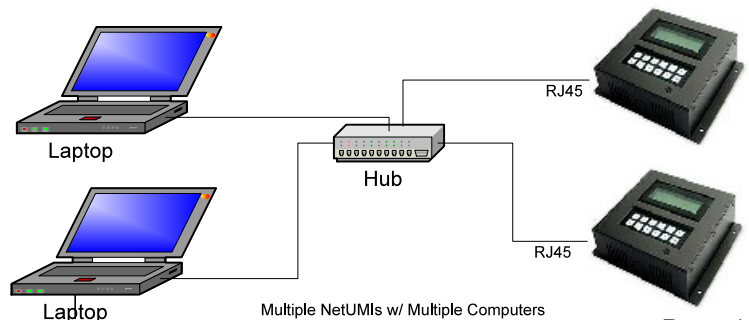 RJ45
Laptop
Hub
RJ45
Laptop
Multiple NetUMIs w/ Multiple Computers